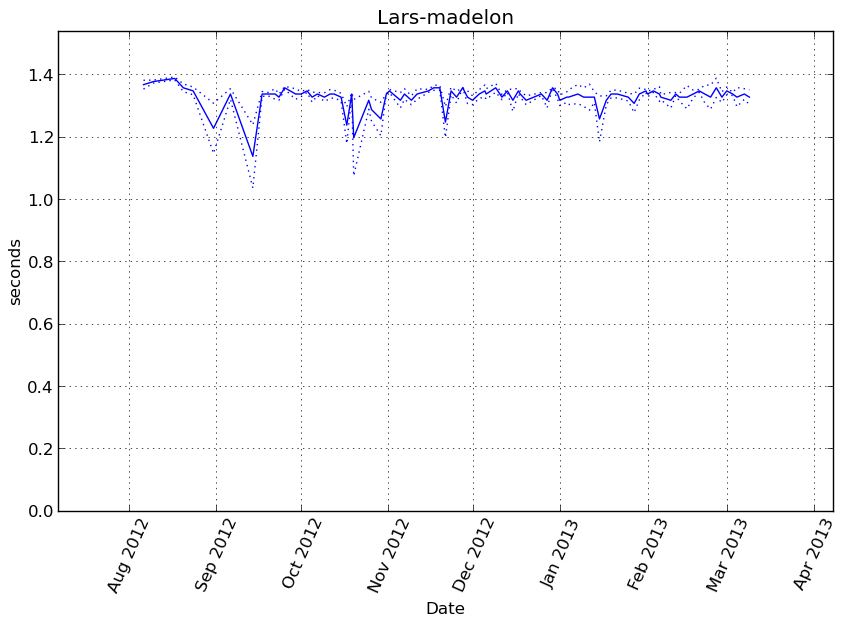 Lars-madelon
1.4
1.2
1.0
0.8
0.6
0.4
0.2
0.0
seconds
Aug 2012
Sep 2012
Oct 2012
Nov 2012
Dec 2012
Jan 2013
Feb 2013
Mar 2013
Apr 2013
Date